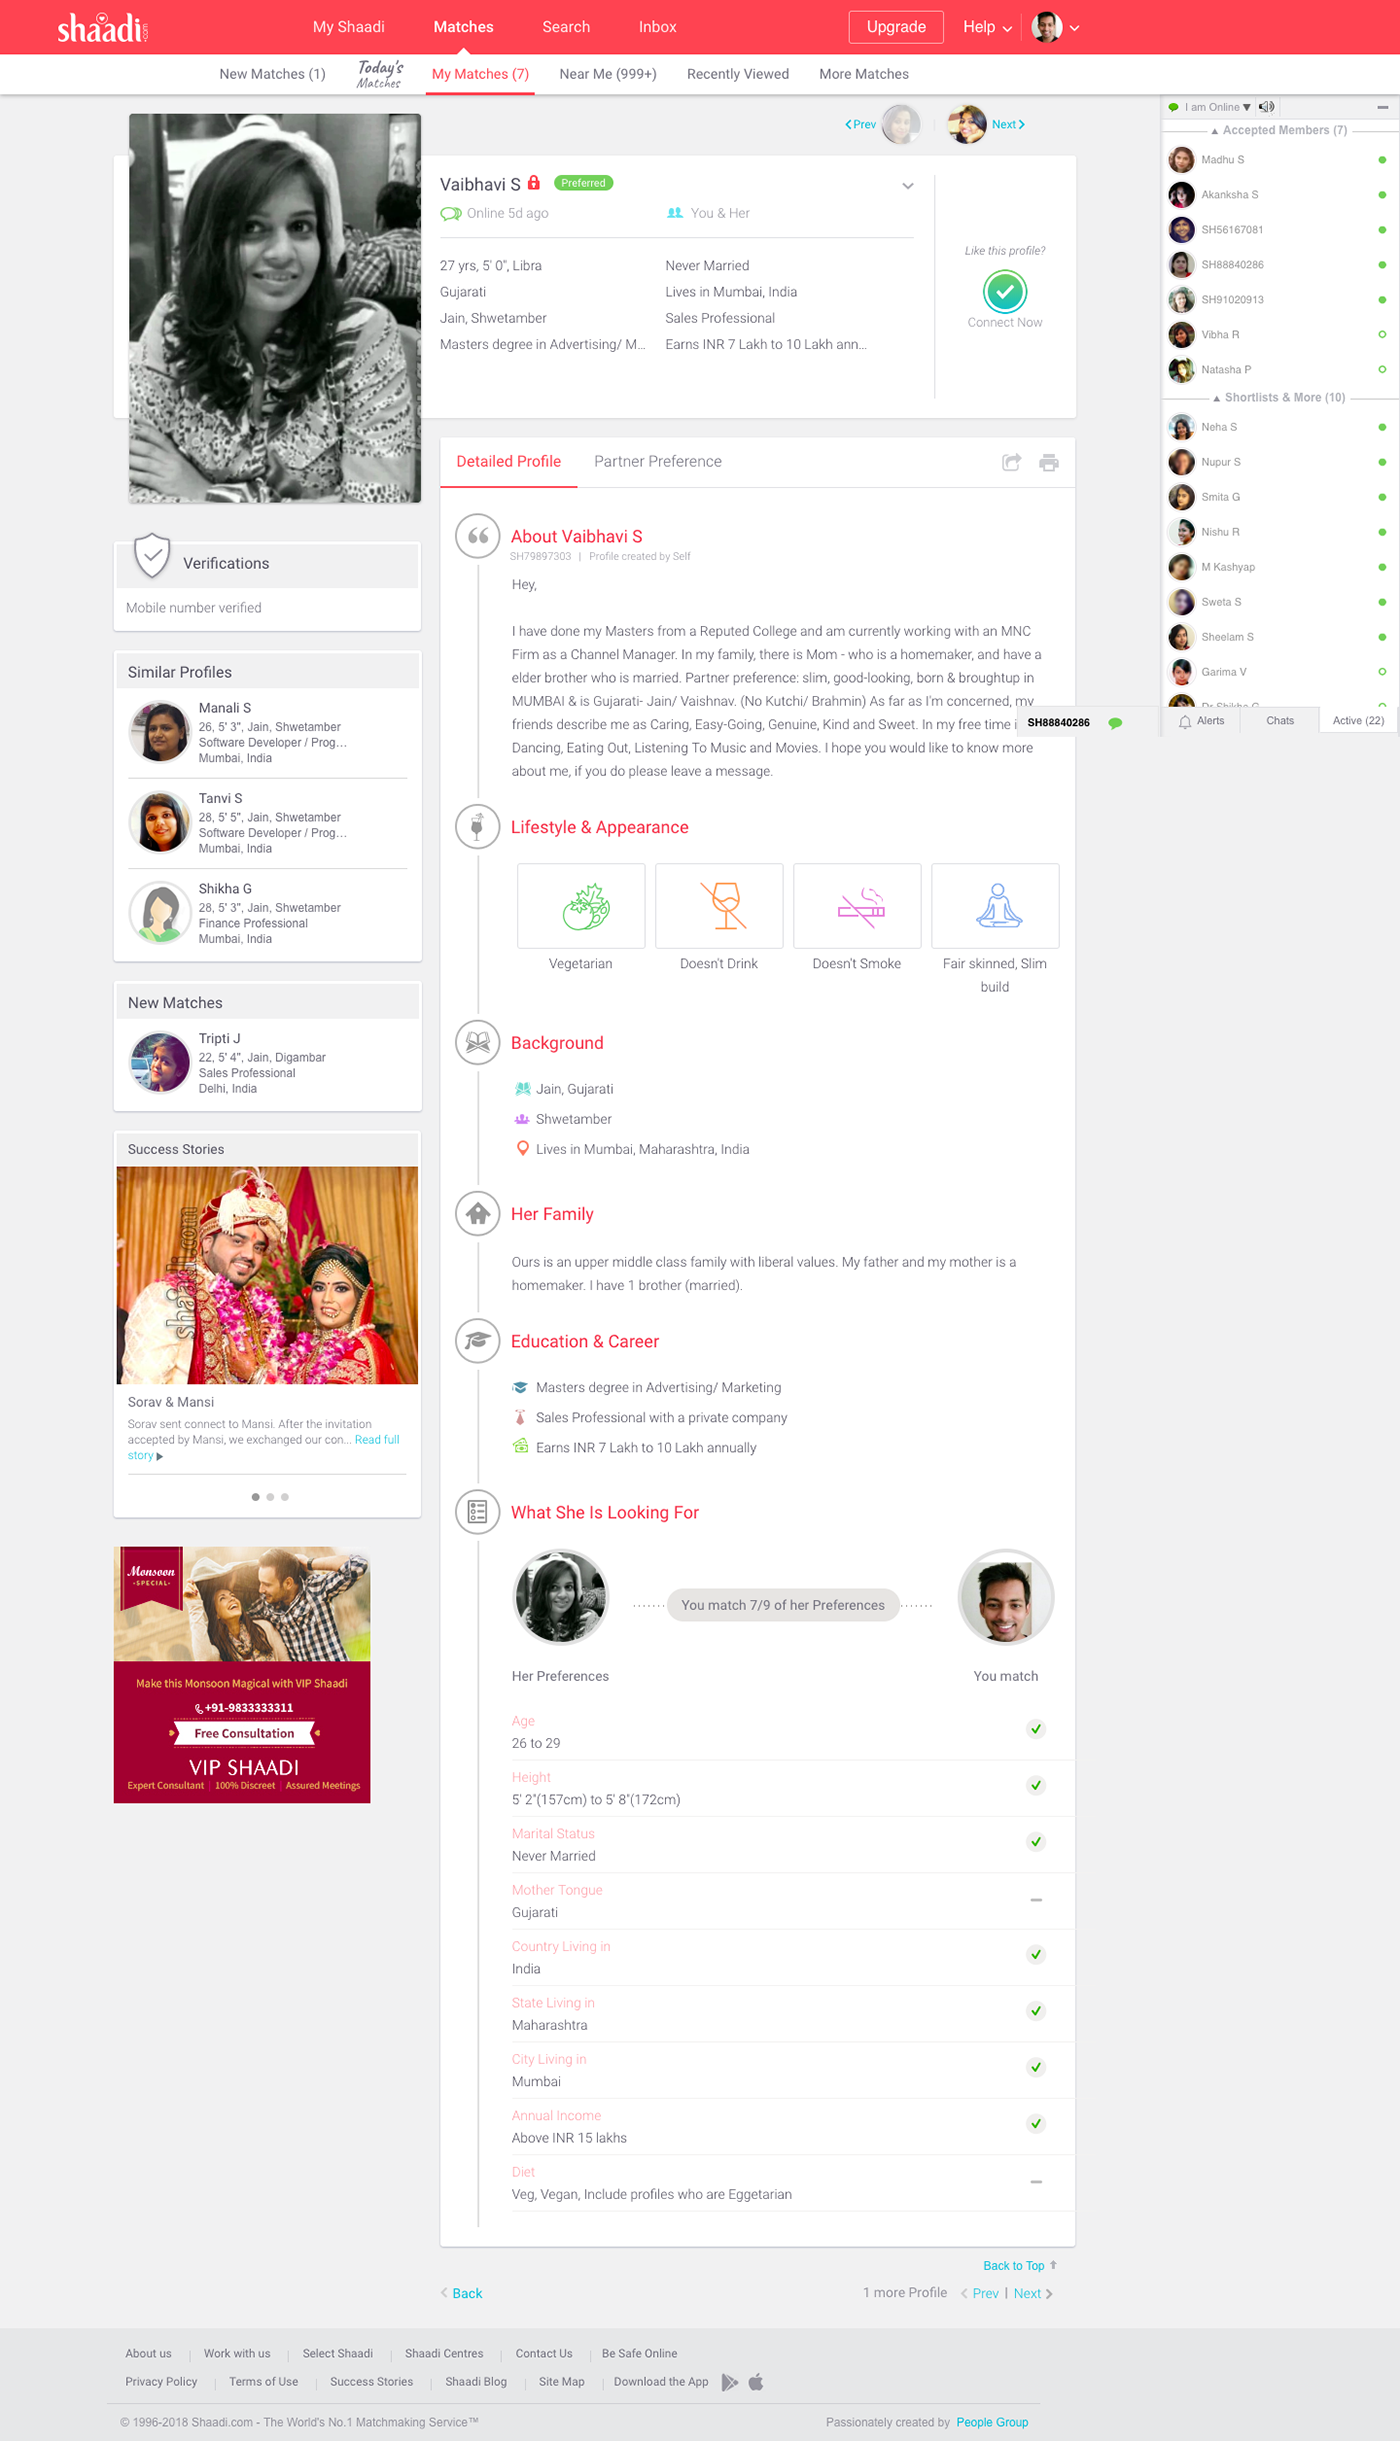 shaadi.com
My Shaadi
Matches
Search
Inbox
Upgrade
Help
New Matches (1)
Today's
Matches
My Matches (7)
Near Me (999+)
Recently Viewed
More Matches
Prev
Next
Vaibhavi S
Preferred
Online 5d ago
You & Her
27 yrs, 5' 0", Libra
Never Married
Gujarati
Lives in Mumbai, India
Jain, Shwetamber
Sales Professional
Masters degree in Advertising/ M...
Earns INR 7 Lakh to 10 Lakh ann...
Like this profile?
Connect Now
I am Online
Accepted Members (7)
Madhu S
Akanksha S
SH56167081
SH88840286
SH91020913
Vibha R
Natasha P
Shortlists & More (10)
Neha S
Nupur S
Smita G
Nishu R
M Kashyap
Sweta S
Sheelam S
Garima V
Dr Shikha G
SH88840286
Alerts
Chats
Active (22)
Verifications
Mobile number verified
Similar Profiles
Manali S
26, 5' 3", Jain, Shwetamber
Software Developer / Prog...
Mumbai, India
Tanvi S
28, 5' 5", Jain, Shwetamber
Software Developer / Prog...
Mumbai, India
Shikha G
28, 5' 3", Jain, Shwetamber
Finance Professional
Mumbai, India
New Matches
Tripti J
22, 5' 4", Jain, Digambar
Sales Professional
Delhi, India
Success Stories
shaadi.com
Sorav & Mansi
Sorav sent connect to Mansi. After the invitation
accepted by Mansi, we exchanged our con... Read full
story
Monsoon
-SPECIAL-
Make this Monsoon Magical with VIP Shaadi
+91-9833333311
Free Consultation
VIP SHAADI
Expert Consultant | 100% Discreet | Assured Meetings
Detailed Profile
Partner Preference
About Vaibhavi S
SH79897303 | Profile created by Self
Hey,
I have done my Masters from a Reputed College and am currently working with an MNC
Firm as a Channel Manager. In my family, there is Mom - who is a homemaker, and have a
elder brother who is married. Partner preference: slim, good-looking, born & broughtup in
MUMBAI & is Gujarati- Jain/ Vaishnav. (No Kutchi/ Brahmin) As far as I'm concerned, my
friends describe me as Caring, Easy-Going, Genuine, Kind and Sweet. In my free time
Dancing, Eating Out, Listening To Music and Movies. I hope you would like to know more
about me, if you do please leave a message.
Lifestyle & Appearance
Vegetarian
Doesn't Drink
Doesn't Smoke
Fair skinned, Slim
build
Background
Jain, Gujarati
Shwetamber
Lives in Mumbai, Maharashtra, India
Her Family
Ours is an upper middle class family with liberal values. My father and my mother is a
homemaker. I have 1 brother (married).
Education & Career
Masters degree in Advertising/ Marketing
Sales Professional with a private company
Earns INR 7 Lakh to 10 Lakh annually
What She Is Looking For
You match 7/9 of her Preferences
Her Preferences
You match
Age
26 to 29
Height
5' 2"(157cm) to 5' 8"(172cm)
Marital Status
Never Married
Mother Tongue
Gujarati
Country Living in
India
State Living in
Maharashtra
City Living in
Mumbai
Annual Income
Above INR 15 lakhs
Diet
Veg, Vegan, Include profiles who are Eggetarian
Back to Top
Back
1 more Profile
Prev | Next
About us | Work with us | Select Shaadi | Shaadi Centres | Contact Us | Be Safe Online
Privacy Policy | Terms of Use | Success Stories | Shaadi Blog | Site Map | Download the App
© 1996-2018 Shaadi.com - The World's No.1 Matchmaking Service™
Passionately created by People Group